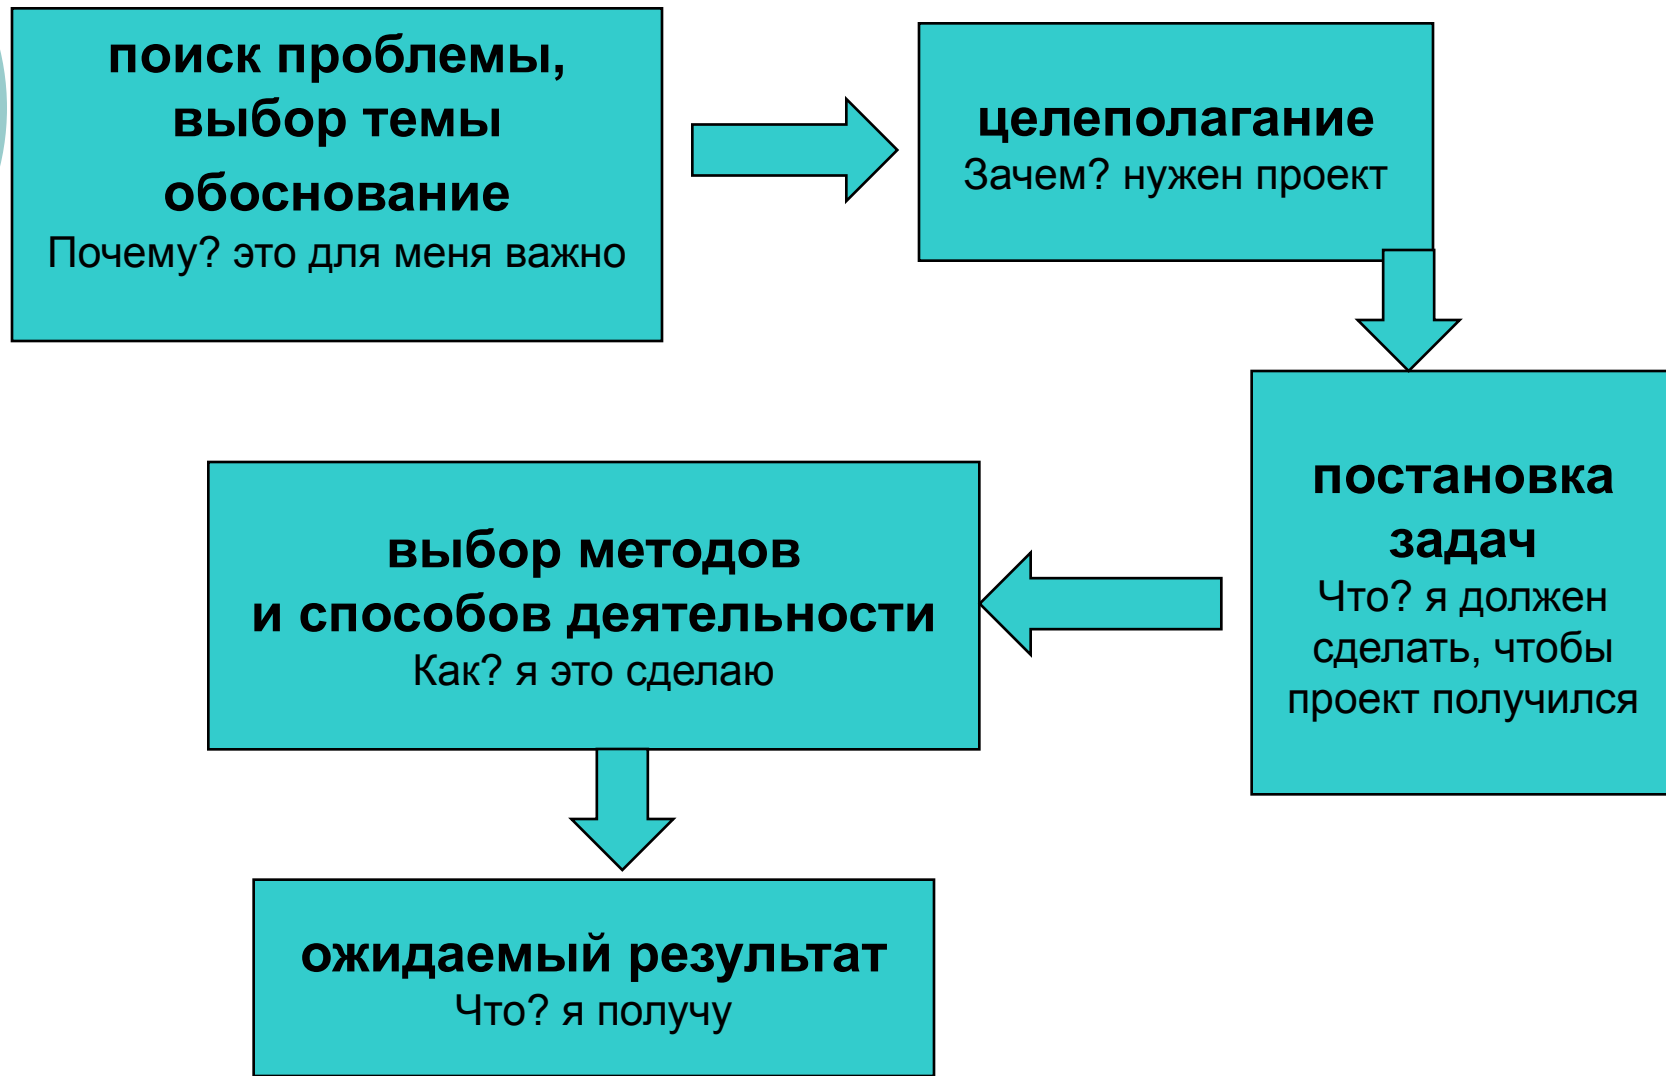 поиск проблемы,
выбор темы
обоснование
Почему? это для меня важно
целеполагание
Зачем? нужен проект
постановка
задач
Что? я должен
сделать, чтобы
проект получился
выбор методов
и способов деятельности
Как? я это сделаю
ожидаемый результат
Что? я получу